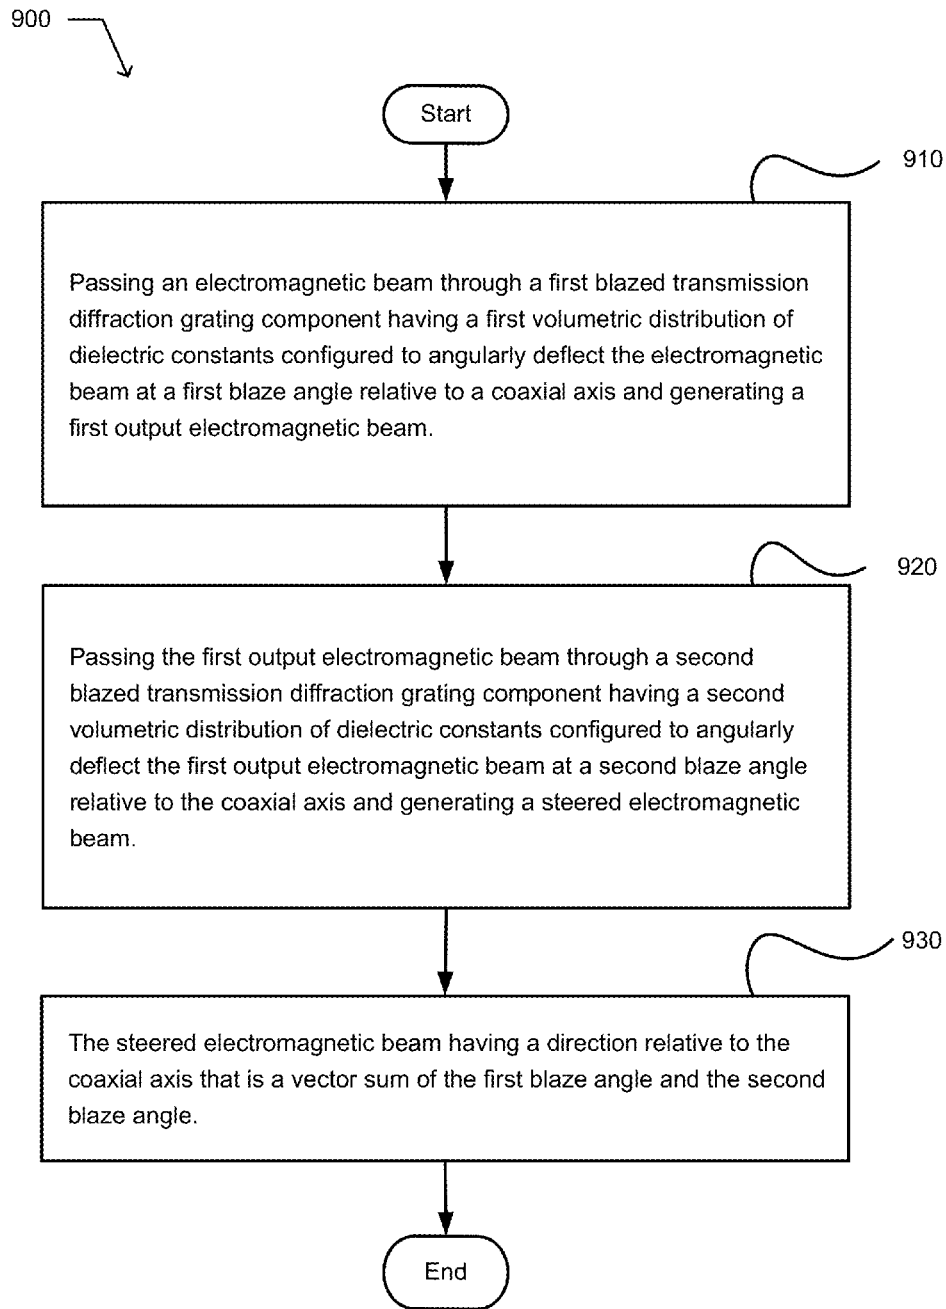 900
Start
910
Passing an electromagnetic beam through a first blazed transmission
diffraction grating component having a first volumetric distribution of
dielectric constants configured to angularly deflect the electromagnetic
beam at a first blaze angle relative to a coaxial axis and generating a
first output electromagnetic beam.
920
Passing the first output electromagnetic beam through a second
blazed transmission diffraction grating component having a second
volumetric distribution of dielectric constants configured to angularly
deflect the first output electromagnetic beam at a second blaze angle
relative to the coaxial axis and generating a steered electromagnetic
beam.
930
The steered electromagnetic beam having a direction relative to the
coaxial axis that is a vector sum of the first blaze angle and the second
blaze angle.
End